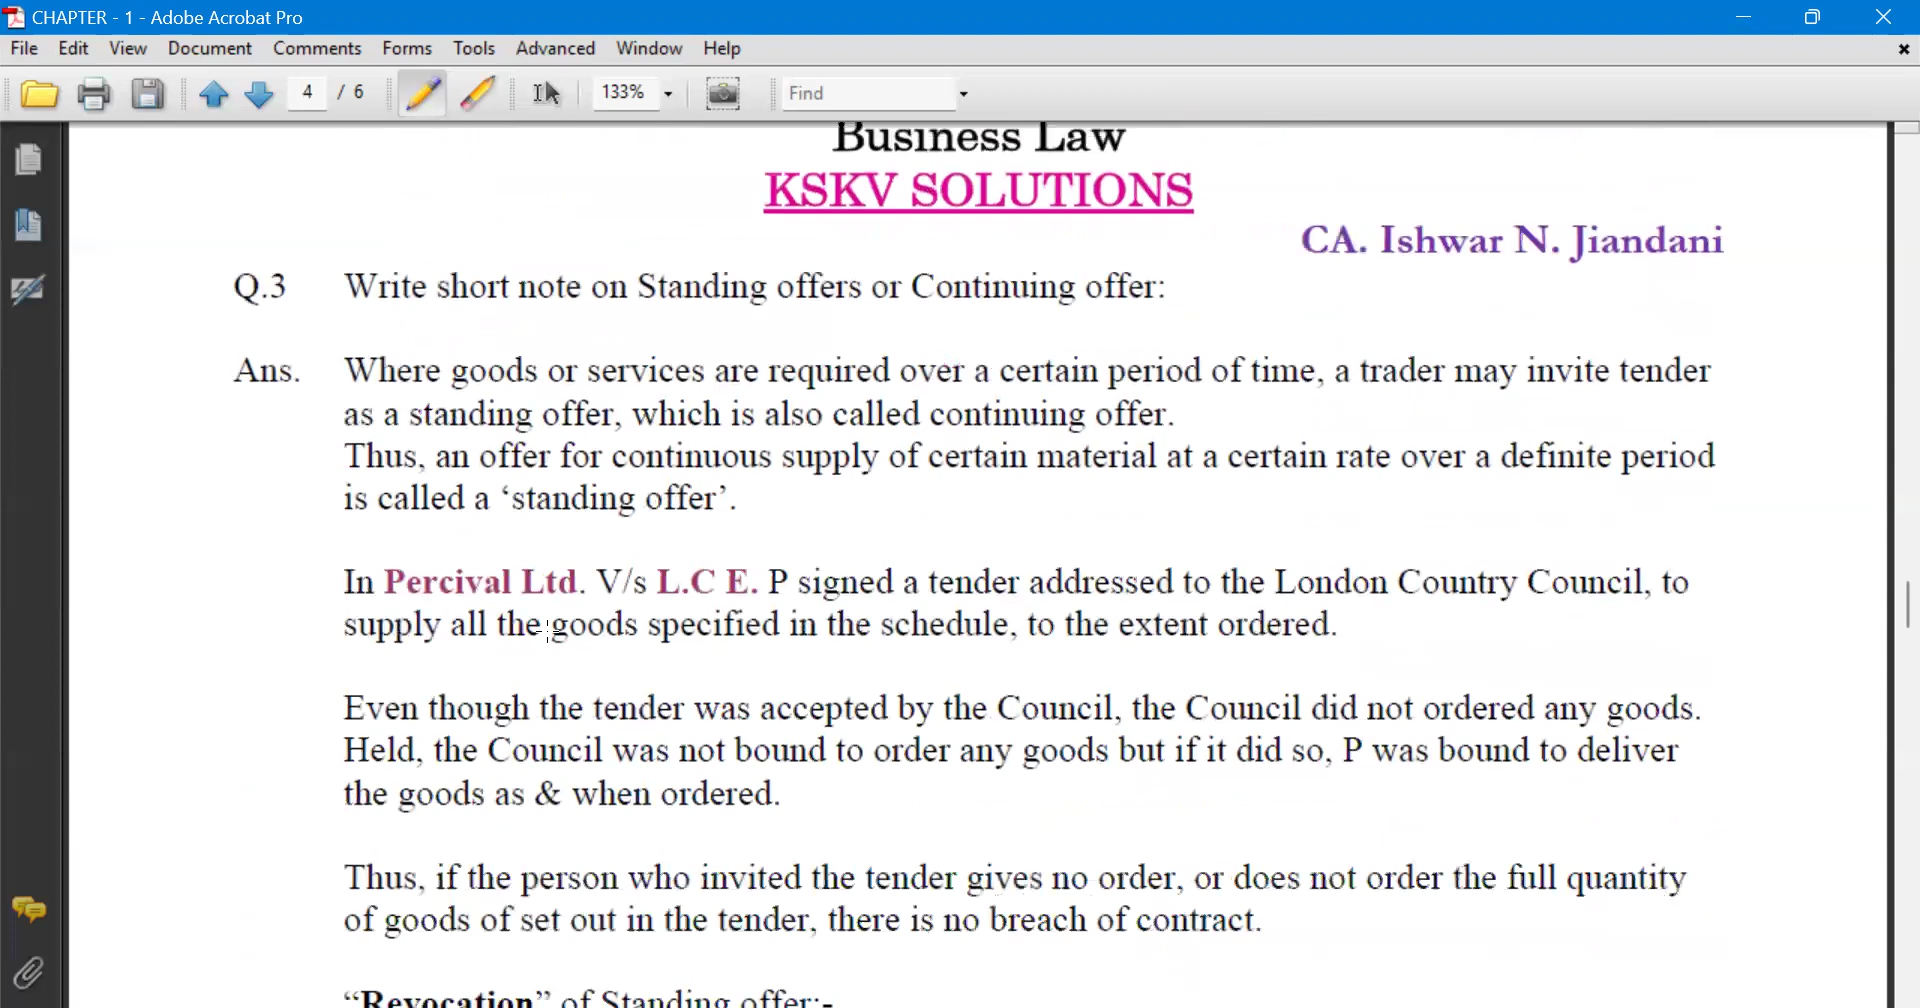 CHAPTER - 1 - Adobe Acrobat Pro
File Edit View Document Comments Forms Tools Advanced Window Help
4 / 6 133% Find
Business Law
KSKV SOLUTIONS
CA. Ishwar N. Jiandani
Q.3 Write short note on Standing offers or Continuing offer:
Ans. Where goods or services are required over a certain period of time, a trader may invite tender
as a standing offer, which is also called continuing offer.
Thus, an offer for continuous supply of certain material at a certain rate over a definite period
is called a ‘standing offer’.
In Percival Ltd. V/s L.C E. P signed a tender addressed to the London Country Council, to
supply all the goods specified in the schedule, to the extent ordered.
Even though the tender was accepted by the Council, the Council did not ordered any goods.
Held, the Council was not bound to order any goods but if it did so, P was bound to deliver
the goods as & when ordered.
Thus, if the person who invited the tender gives no order, or does not order the full quantity
of goods of set out in the tender, there is no breach of contract.
“Revocation” of Standing offer:-